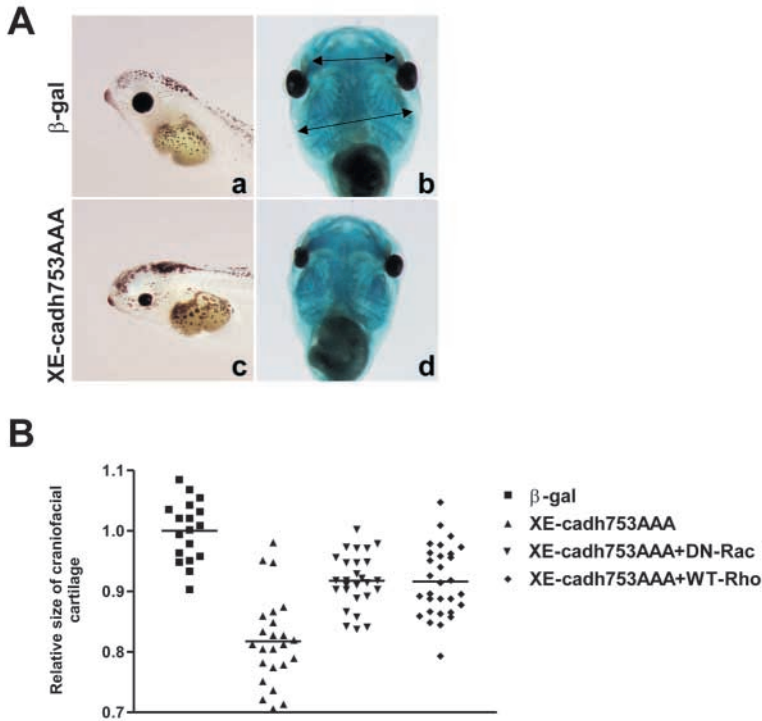 A
β-gal
a
b
XE-cadh753AAA
c
d
B
Relative size of craniofacial
cartilage
1.1
1.0
0.9
0.8
0.7
β-gal
XE-cadh753AAA
XE-cadh753AAA+DN-Rac
XE-cadh753AAA+WT-Rho